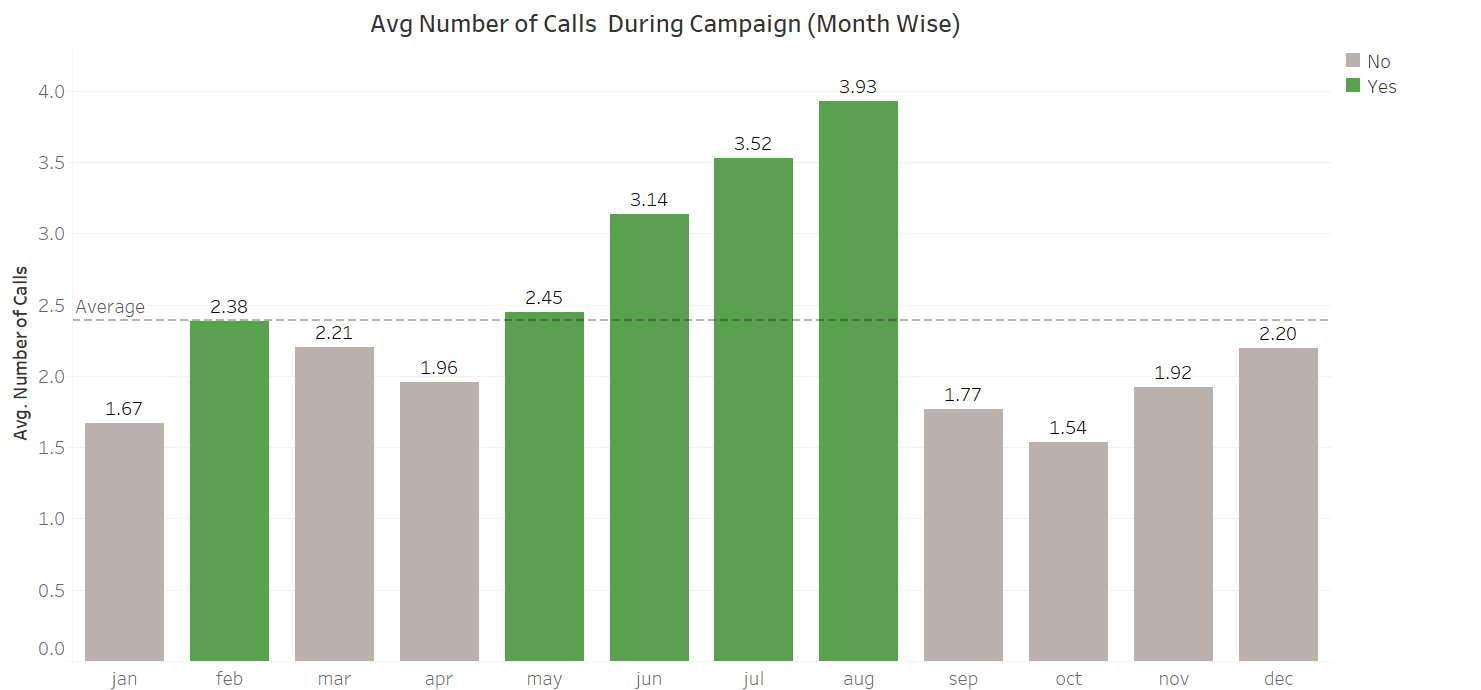 Avg Number of Calls  During Campaign (Month Wise)
No
Yes
Avg. Number of Calls
4.0
3.5
3.0
2.5
2.0
1.5
1.0
0.5
0.0
Average
1.67
2.38
2.21
1.96
2.45
3.14
3.52
3.93
1.77
1.54
1.92
2.20
jan
feb
mar
apr
may
jun
jul
aug
sep
oct
nov
dec